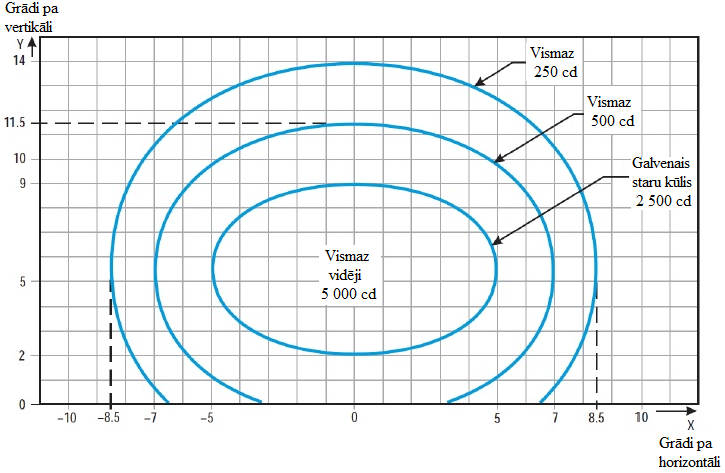 Grādi pa
vertikāli
Y
14
11.5
10
9
5
2
0
Vismaz
250 cd
Vismaz
500 cd
Galvenais
staru kūlis
2 500 cd
Vismaz
vidēji
5 000 cd
–10
–8.5
–7
–5
0
5
7
8.5
10
X
Grādi pa
horizontāli